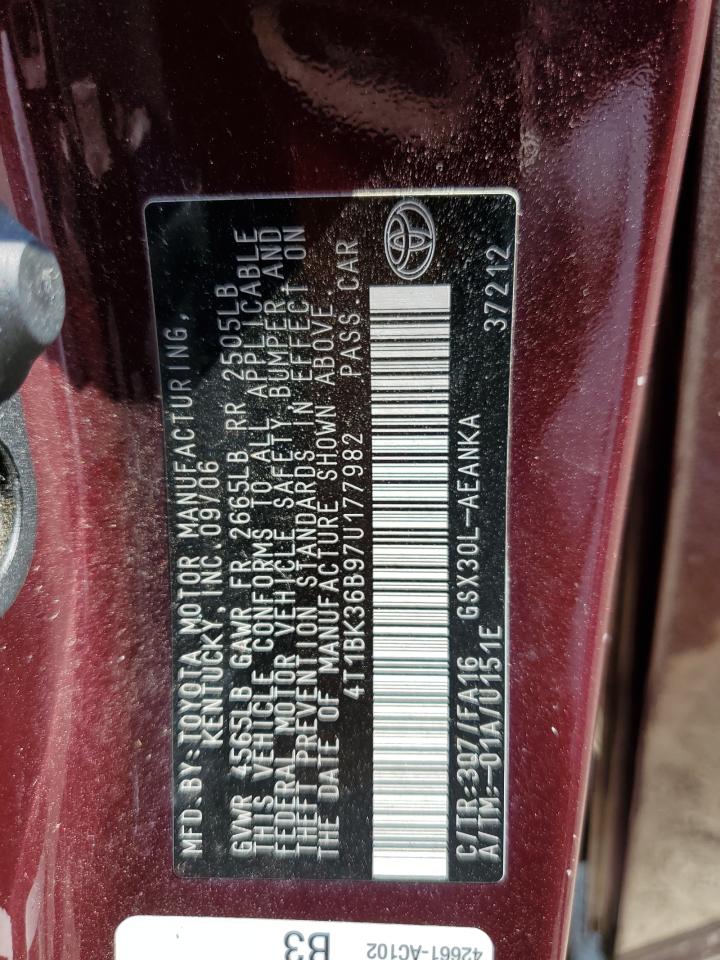 MFD.BY:TOYOTA MOTOR MANUFACTURING,
KENTUCKY, INC. 09/06
GVWR 4565LB GAWR FR 2665LB RR 2505LB
THIS VEHICLE CONFORMS TO ALL APPLICABLE
FEDERAL MOTOR VEHICLE SAFETY BUMPER, AND
THEFT PREVENTION STANDARDS IN EFFECT ON
THE DATE OF MANUFACTURE SHOWN ABOVE.
4T1BK36B97U177982 PASS.CAR
C/TR:3Q7/FA16 GSX30L-AEANKA
A/TM:-01A/U151E 37212
42661-AC102
B3